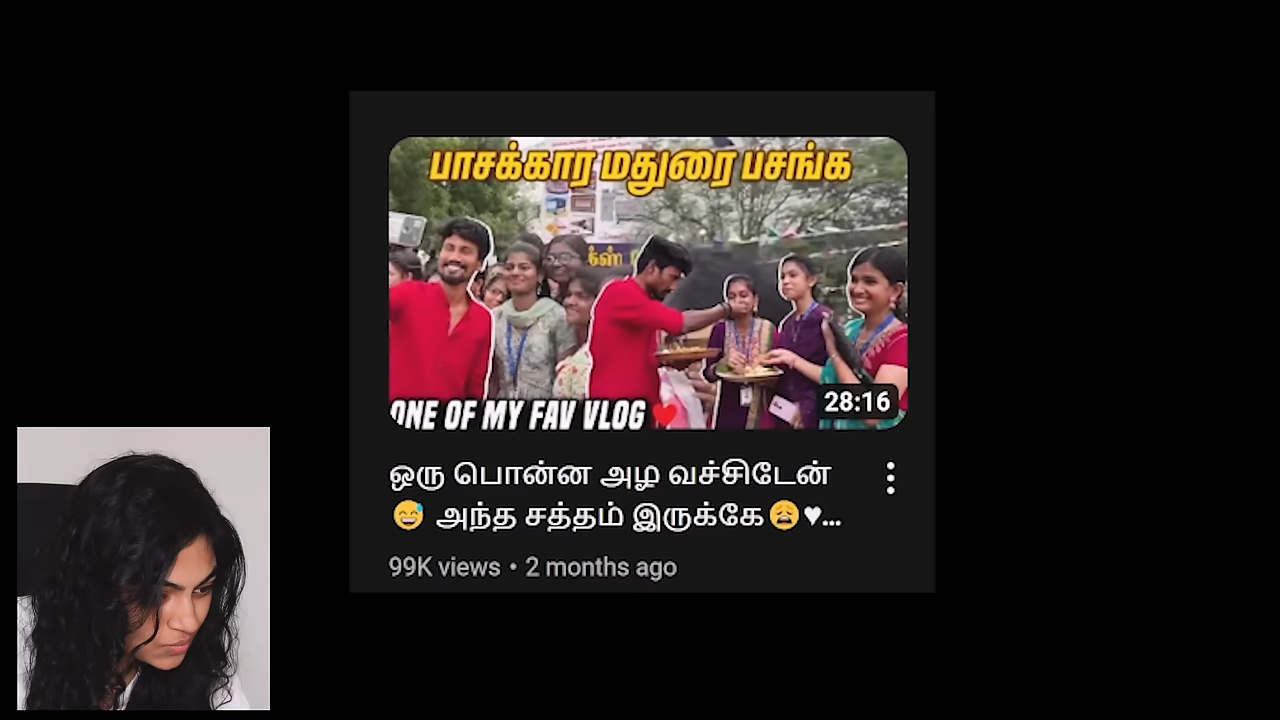 பாசக்கார மதுரை பசங்க
க்ஸ்
ONE OF MY FAV VLOG ♥
28:16
ஒரு பொன்ன அழ வச்சிடேன்
😅 அந்த சத்தம் இருக்கே😩♥...
99K views • 2 months ago